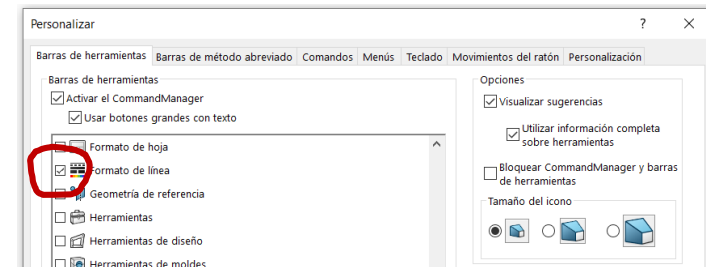 Personalizar
Barras de herramientas Barras de método abreviado Comandos Menús Teclado Movimientos del ratón Personalización
Barras de herramientas
Activar el CommandManager
Usar botones grandes con texto
Formato de hoja
Formato de línea
Geometría de referencia
Herramientas
Herramientas de diseño
Herramientas de moldes
Opciones
Visualizar sugerencias
Utilizar información completa
sobre herramientas
Bloquear CommandManager y barras
de herramientas
Tamaño del icono